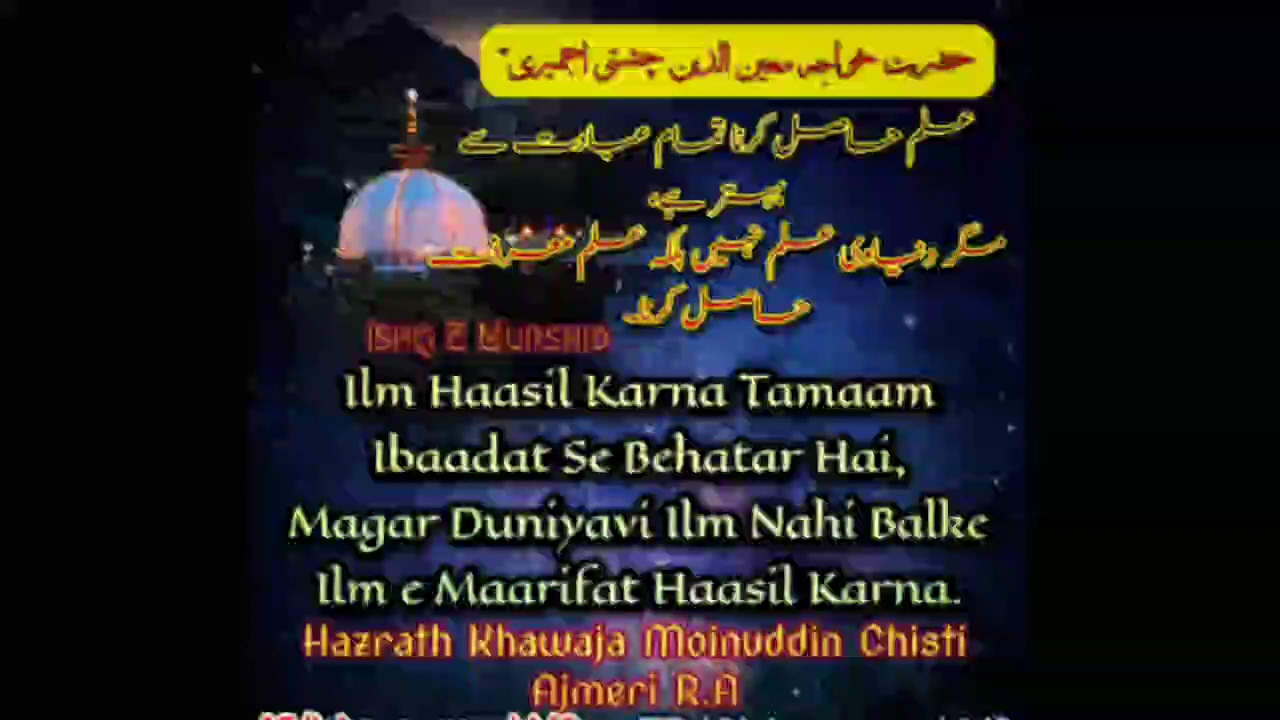 حضرت خواجہ معین الدین چشتی اجمیریؒ
علم حاصل کرنا تمام عبادت سے
بہتر ہے،
مگر دنیاوی علم نہیں بلکہ علم معرفت
حاصل کرنا۔
ISHQ E MURSHID
Ilm Haasil Karna Tamaam
Ibaadat Se Behatar Hai,
Magar Duniyavi Ilm Nahi Balke
Ilm e Maarifat Haasil Karna.
Hazrath Khawaja Moinuddin Chisti
Ajmeri R.A